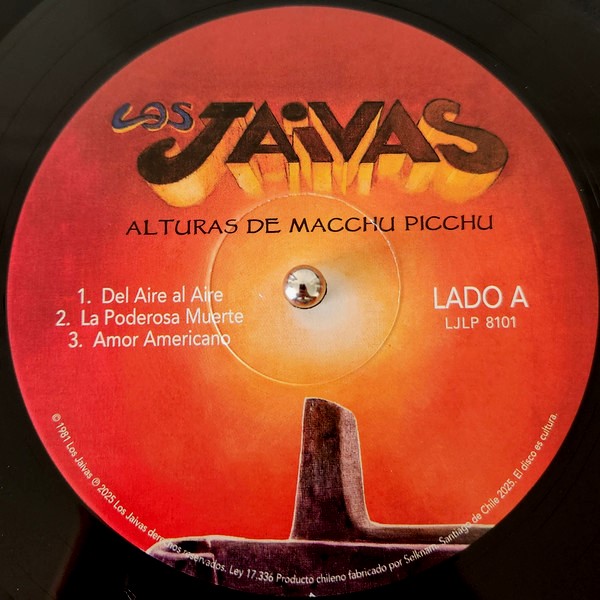 Los JAiVAS
ALTURAS DE MACCHU PICCHU
1. Del Aire al Aire
2. La Poderosa Muerte
3. Amor Americano
LADO A
LJLP 8101
© 1981 Los Jaivas ℗ 2025 Los Jaivas derechos reservados. Ley 17.336 Producto chileno fabricado por Selknam. Santiago de Chile 2025. El disco es cultura.